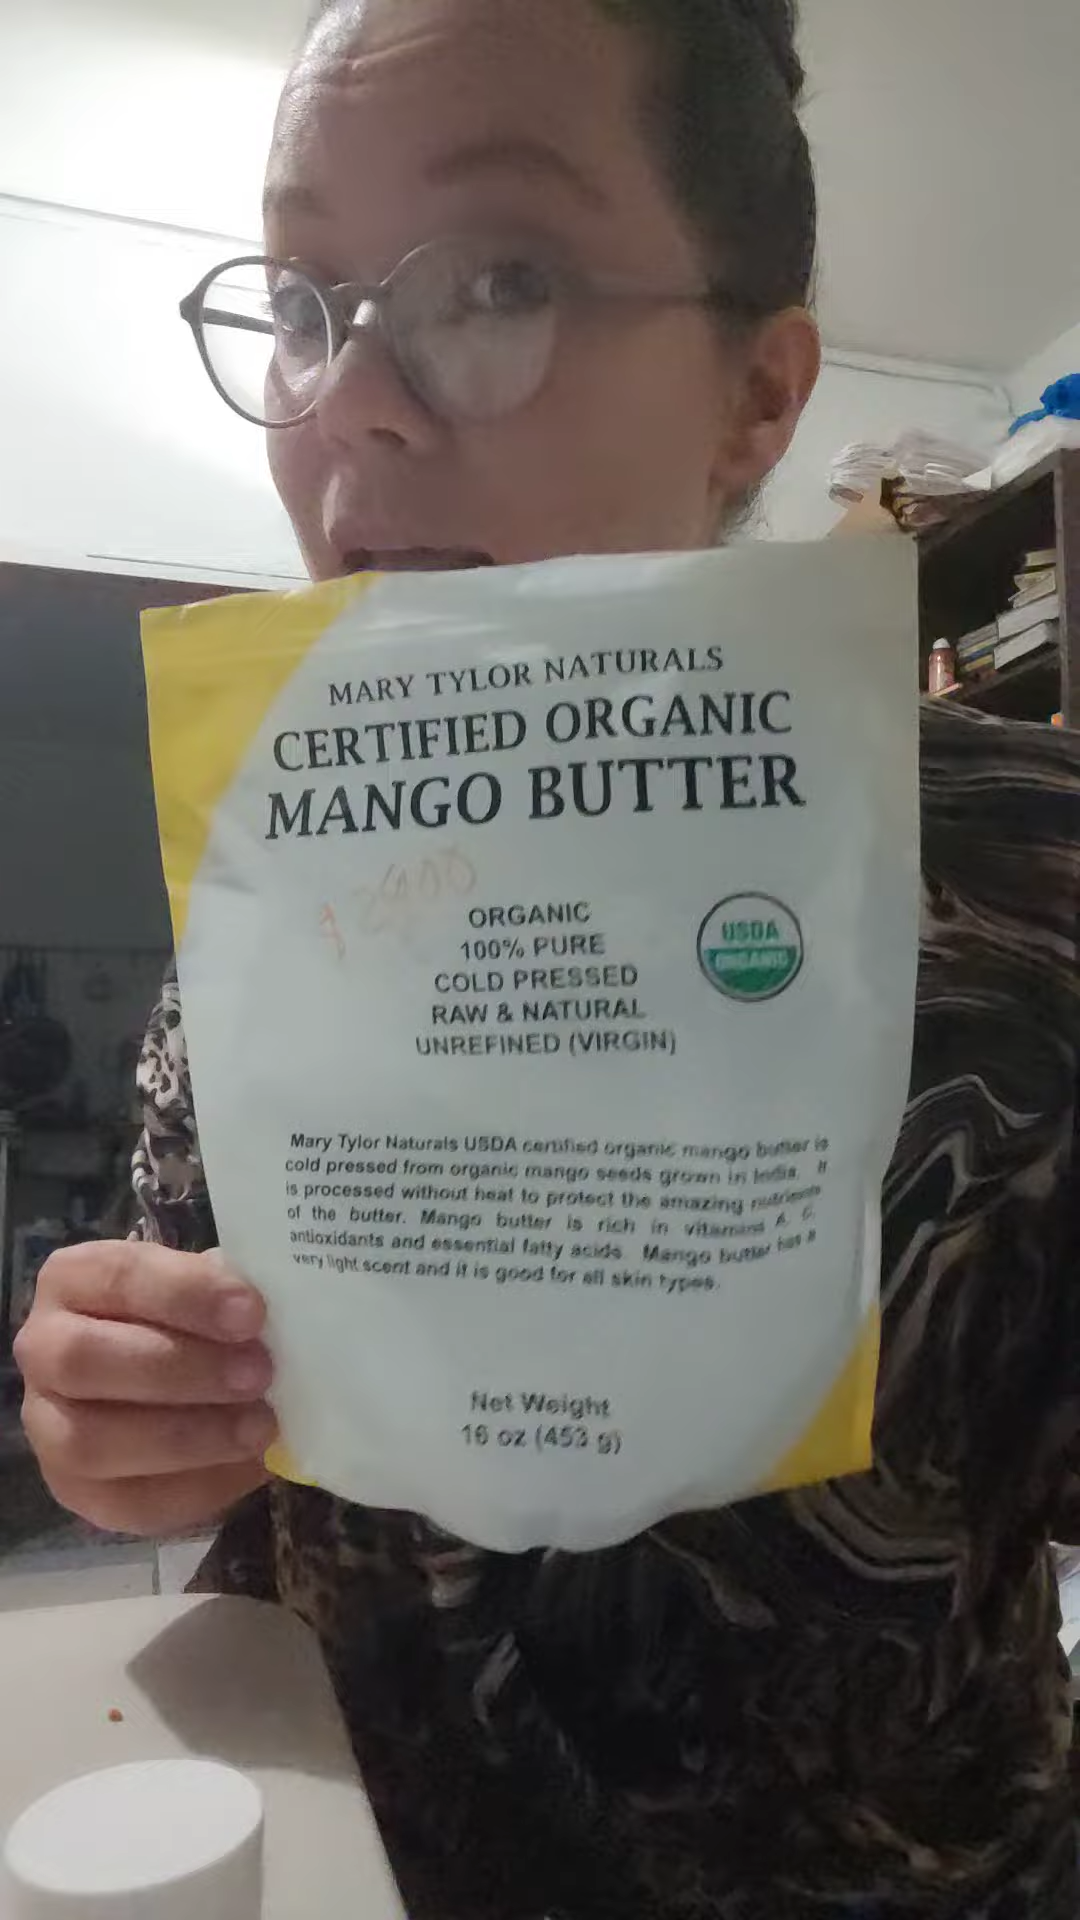 MARY TYLOR NATURALS
CERTIFIED ORGANIC
MANGO BUTTER
ORGANIC
100% PURE
COLD PRESSED
RAW & NATURAL
UNREFINED (VIRGIN)
USDA
ORGANIC
Mary Tylor Naturals USDA certified organic mango butter is
cold pressed from organic mango seeds grown in India. It
is processed without heat to protect the amazing nutrients
of the butter. Mango butter is rich in vitamins A, C,
antioxidants and essential fatty acids. Mango butter has a
very light scent and it is good for all skin types.
Net Weight
16 oz (453 g)